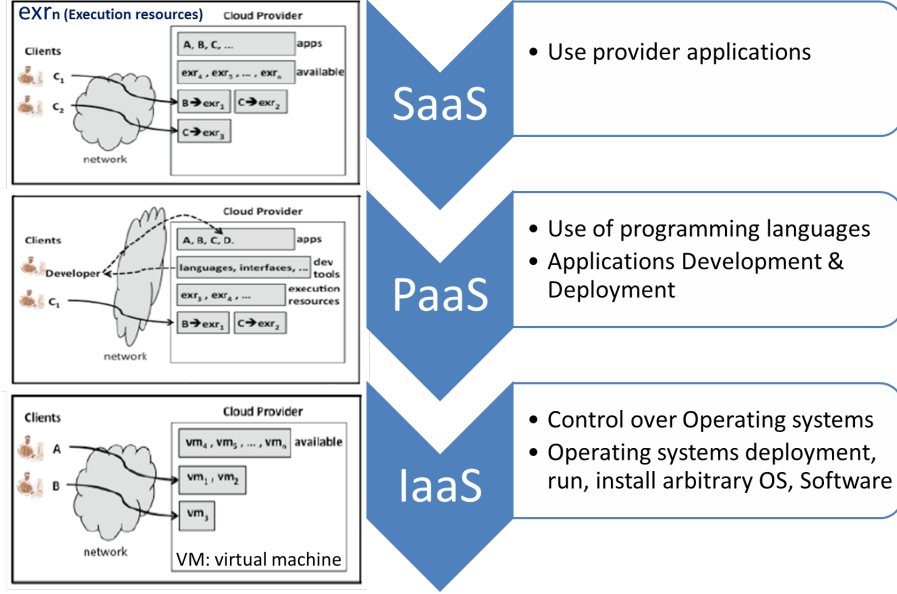 exrn (Execution resources)
Cloud Provider
Clients
A, B, C, ...
apps
exr4 , exr5 , ... , exrn
available
C1
B➔exr1
C➔exr2
C2
C➔exr3
network
SaaS
• Use provider applications
Cloud Provider
Clients
A, B, C, D.
apps
Developer
languages, interfaces, ...
dev
tools
exr3 , exr4 , ...
execution
resources
C1
B➔exr1
C➔exr2
network
PaaS
• Use of programming languages
• Applications Development &
Deployment
Cloud Provider
Clients
vm4 , vm5 , ... , vmn
available
A
vm1 , vm2
B
vm3
network
VM: virtual machine
IaaS
• Control over Operating systems
• Operating systems deployment,
run, install arbitrary OS, Software